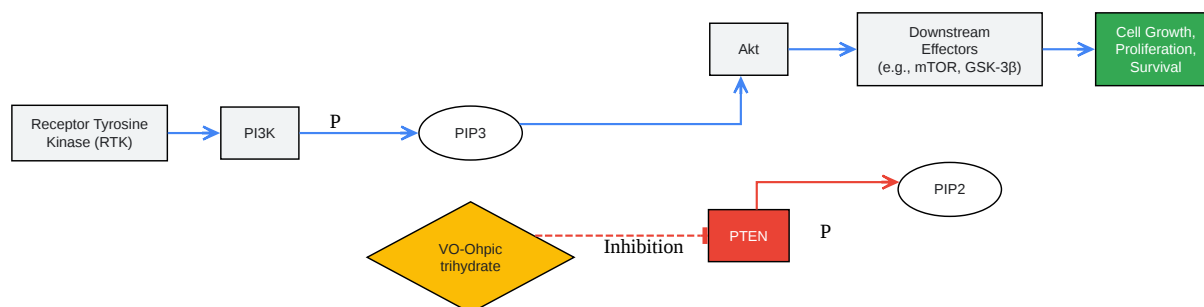 Receptor Tyrosine
Kinase (RTK)
PI3K
P
PIP3
Akt
Downstream
Effectors
(e.g., mTOR, GSK-3β)
Cell Growth,
Proliferation,
Survival
VO-Ohpic
trihydrate
Inhibition
PTEN
P
PIP2